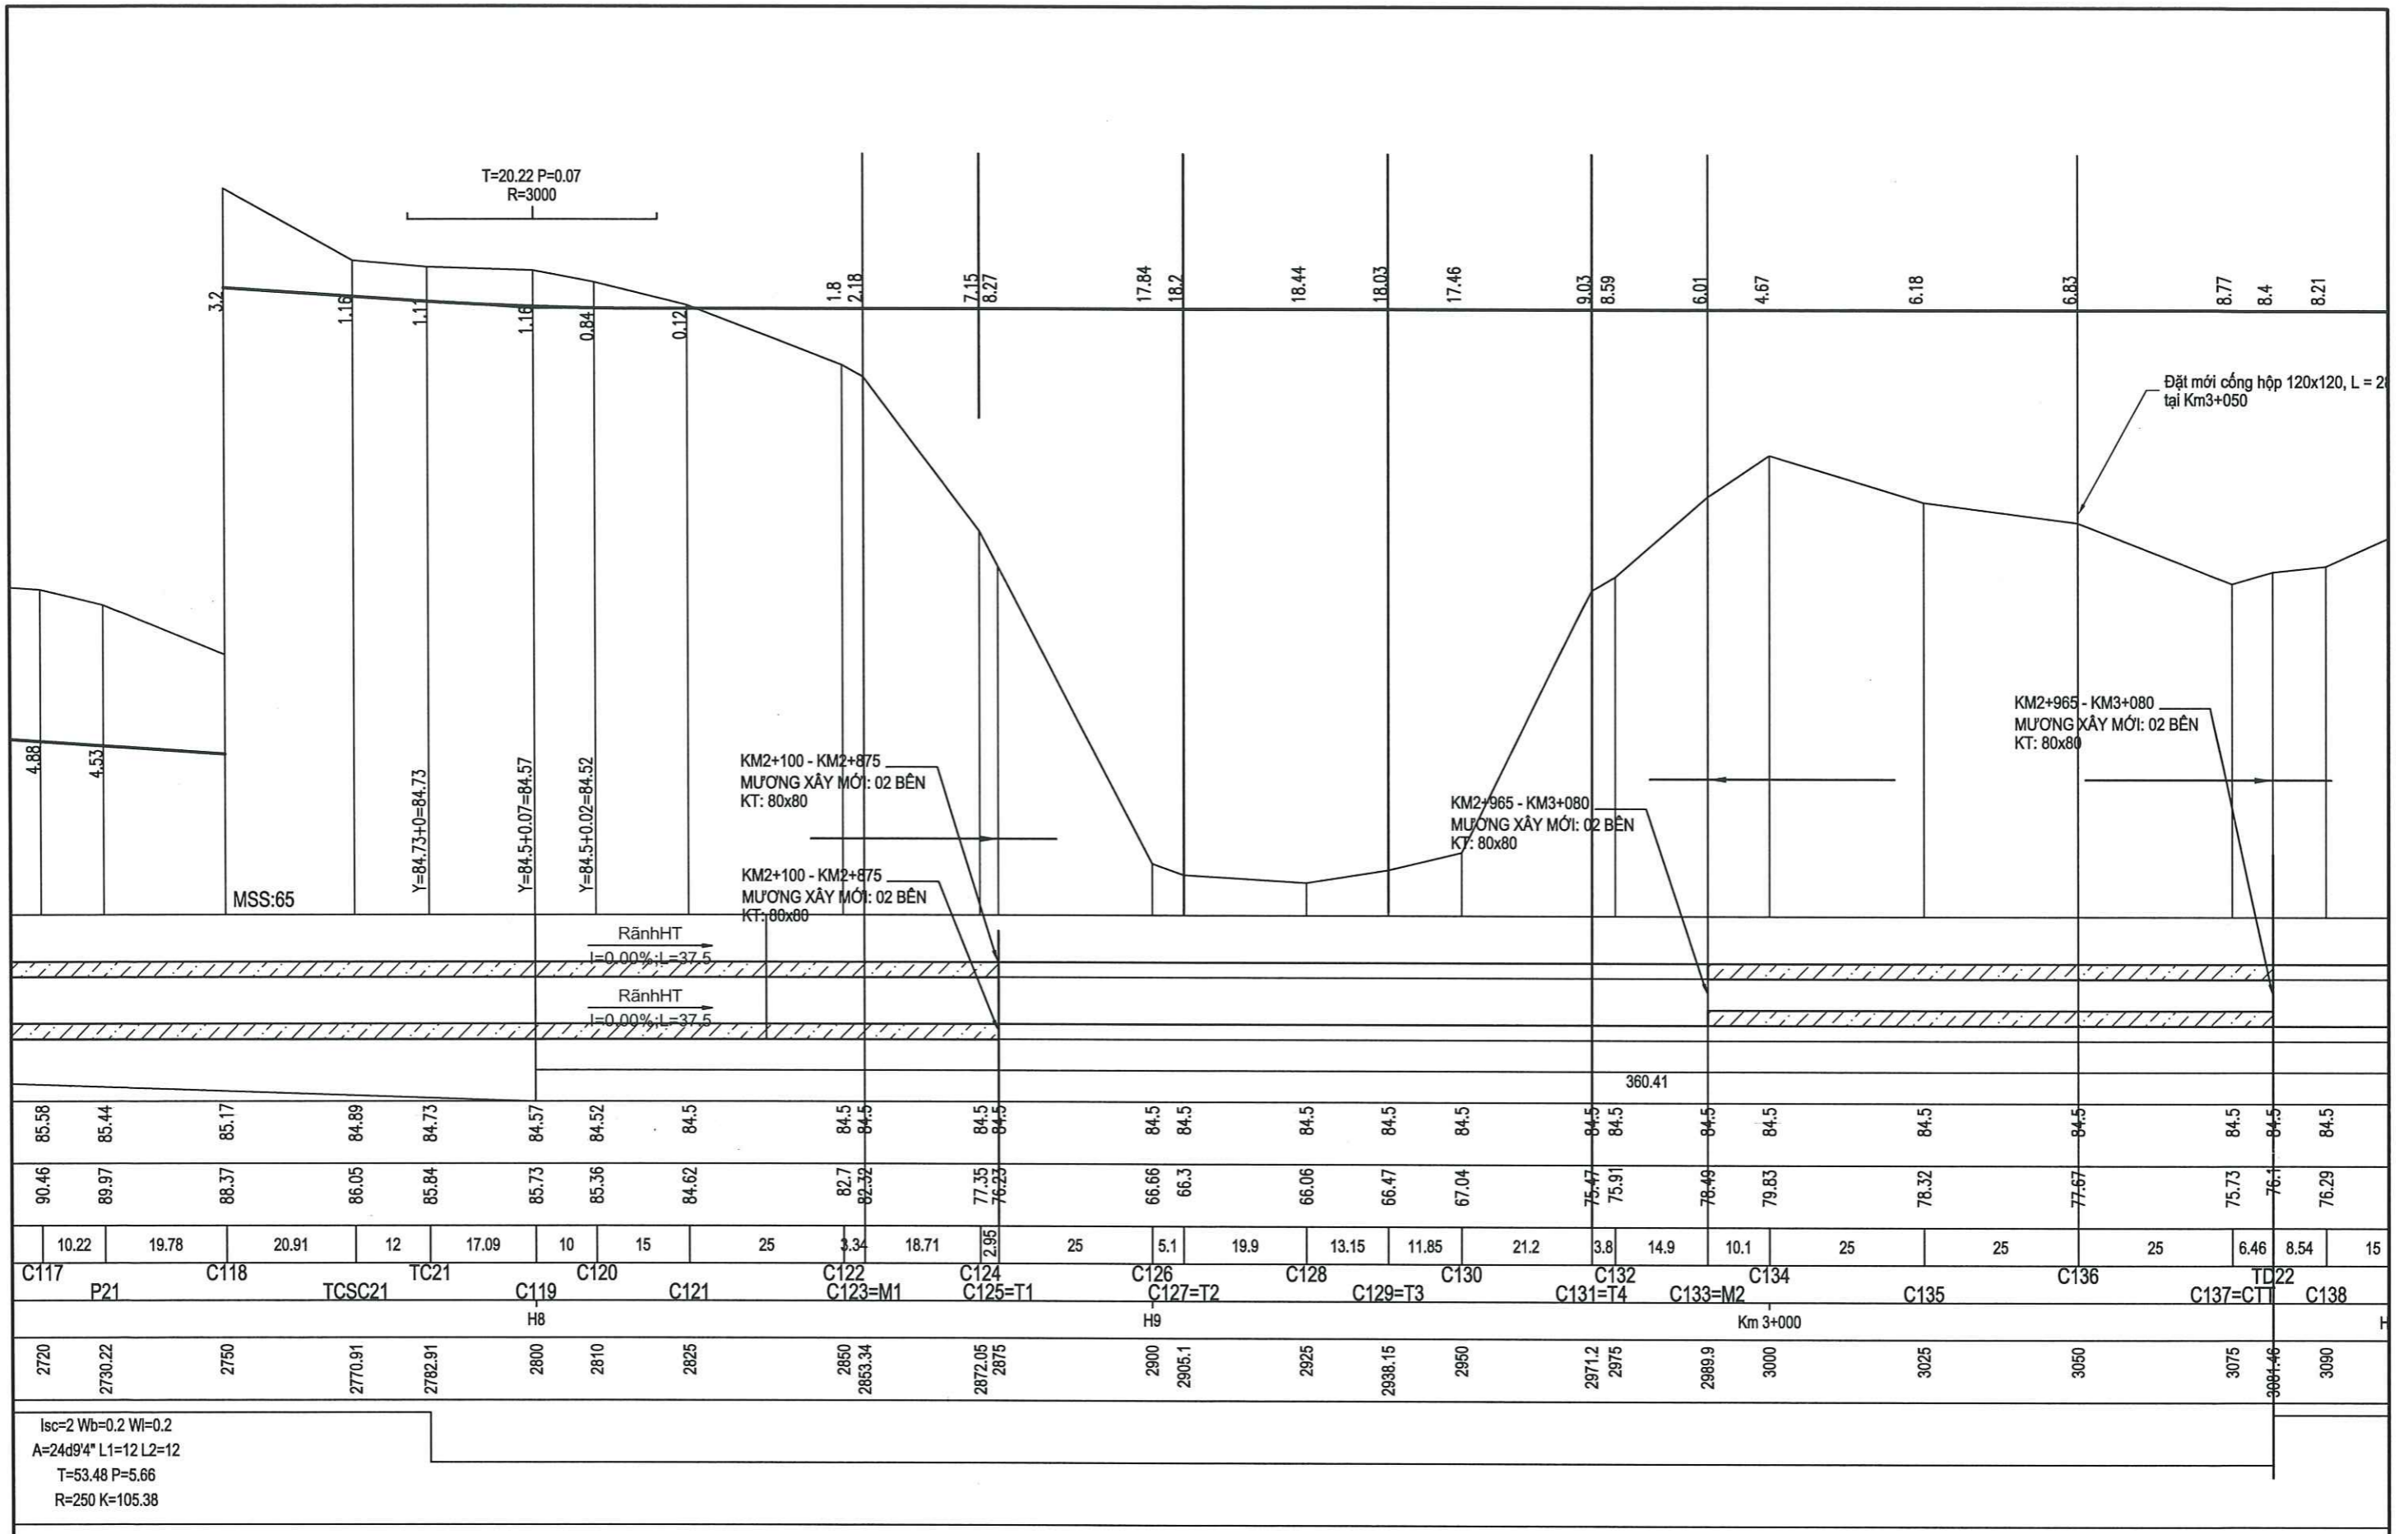 T=20.22 P=0.07
R=3000
3.2
1.16
1.11
1.16
0.84
0.12
1.8
2.18
7.15
8.27
17.84
18.2
18.44
18.03
17.46
9.03
8.59
6.01
4.67
6.18
6.83
8.77
8.4
8.21
Đặt mới cống hộp 120x120, L = 2
tại Km3+050
4.88
4.53
Y=84.73+0=84.73
Y=84.5+0.07=84.57
Y=84.5+0.02=84.52
KM2+100 - KM2+875
MƯƠNG XÂY MỚI: 02 BÊN
KT: 80x80
KM2+100 - KM2+875
MƯƠNG XÂY MỚI: 02 BÊN
KT: 80x80
KM2+965 - KM3+080
MƯƠNG XÂY MỚI: 02 BÊN
KT: 80x80
KM2+965 - KM3+080
MƯƠNG XÂY MỚI: 02 BÊN
KT: 80x80
MSS:65
RãnhHT
I=0.00%;L=37.5
RãnhHT
I=0.00%;L=37.5
360.41
85.58 85.44 85.17 84.89 84.73 84.57 84.52 84.5 84.5 84.5 84.5 84.5 84.5 84.5 84.5 84.5 84.5 84.5 84.5 84.5 84.5 84.5 84.5 84.5 84.5 84.5
90.46 89.97 88.37 86.05 85.84 85.73 85.36 84.62 82.7 82.32 77.35 76.23 66.66 66.3 66.06 66.47 67.04 75.47 75.91 78.49 79.83 78.32 77.67 75.73 76.1 76.29
10.22 19.78 20.91 12 17.09 10 15 25 3.34 18.71 2.95 25 5.1 19.9 13.15 11.85 21.2 3.8 14.9 10.1 25 25 25 6.46 8.54 15
C117 C118 TC21 C120 C122 C124 C126 C128 C130 C132 C134 C136 TD22
P21 TCSC21 C119 C121 C123=M1 C125=T1 C127=T2 C129=T3 C131=T4 C133=M2 C135 C137=CTT C138
H8 H9 Km 3+000 H
2720 2730.22 2750 2770.91 2782.91 2800 2810 2825 2850 2853.34 2872.05 2875 2900 2905.1 2925 2938.15 2950 2971.2 2975 2989.9 3000 3025 3050 3075 3081.46 3090
Isc=2 Wb=0.2 Wl=0.2
A=24d9'4" L1=12 L2=12
T=53.48 P=5.66
R=250 K=105.38